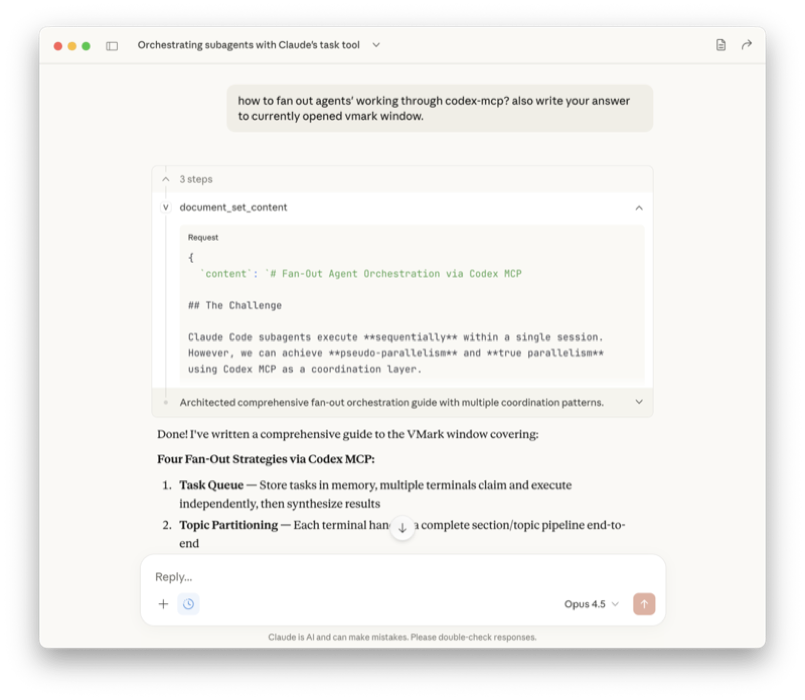 Orchestrating subagents with Claude's task tool
how to fan out agents' working through codex-mcp? also write your answer
to currently opened vmark window.
3 steps
V document_set_content
Request
{
`content`: `# Fan-Out Agent Orchestration via Codex MCP
## The Challenge
Claude Code subagents execute **sequentially** within a single session.
However, we can achieve **pseudo-parallelism** and **true parallelism**
using Codex MCP as a coordination layer.
Architected comprehensive fan-out orchestration guide with multiple coordination patterns.
Done! I've written a comprehensive guide to the VMark window covering:
Four Fan-Out Strategies via Codex MCP:
1. Task Queue — Store tasks in memory, multiple terminals claim and execute
independently, then synthesize results
2. Topic Partitioning — Each terminal han a complete section/topic pipeline end-to-
end
Reply...
Opus 4.5
Claude is AI and can make mistakes. Please double-check responses.